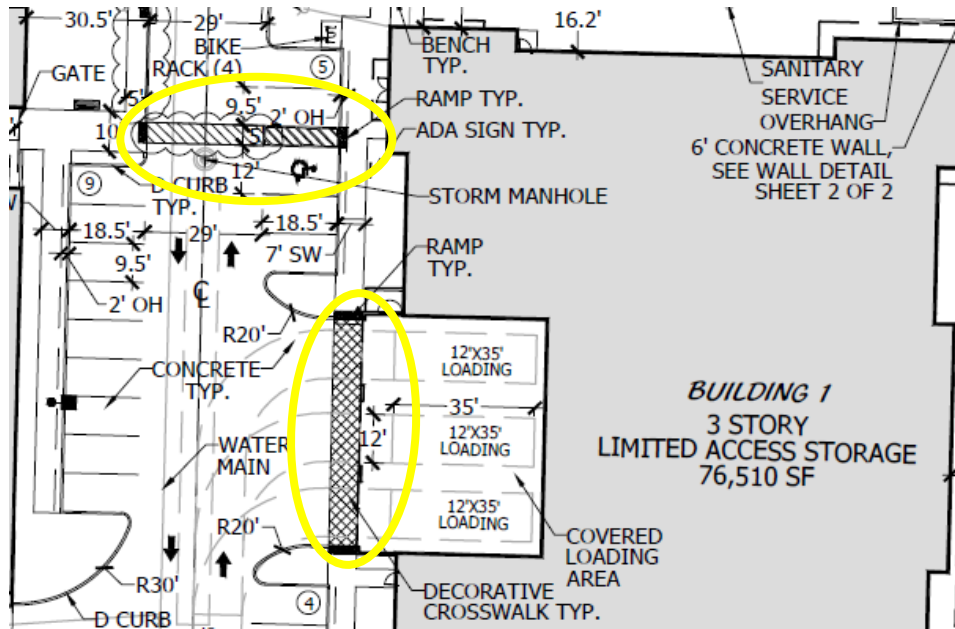 30.5'
29'
16.2'
BIKE
RACK (4)
5
BENCH
TYP.
GATE
SANITARY
SERVICE
OVERHANG
5'
9.5'
2' OH
RAMP TYP.
10'
5'
ADA SIGN TYP.
6' CONCRETE WALL,
SEE WALL DETAIL
SHEET 2 OF 2
9
D CURB
TYP.
12'
STORM MANHOLE
18.5'
29'
18.5'
7' SW
RAMP
TYP.
9.5'
2' OH
R20'
CONCRETE
TYP.
12'X35'
LOADING
35'
BUILDING 1
3 STORY
LIMITED ACCESS STORAGE
76,510 SF
WATER
MAIN
12'
12'X35'
LOADING
R20'
12'X35'
LOADING
COVERED
LOADING
AREA
R30'
D CURB
4
DECORATIVE
CROSSWALK TYP.